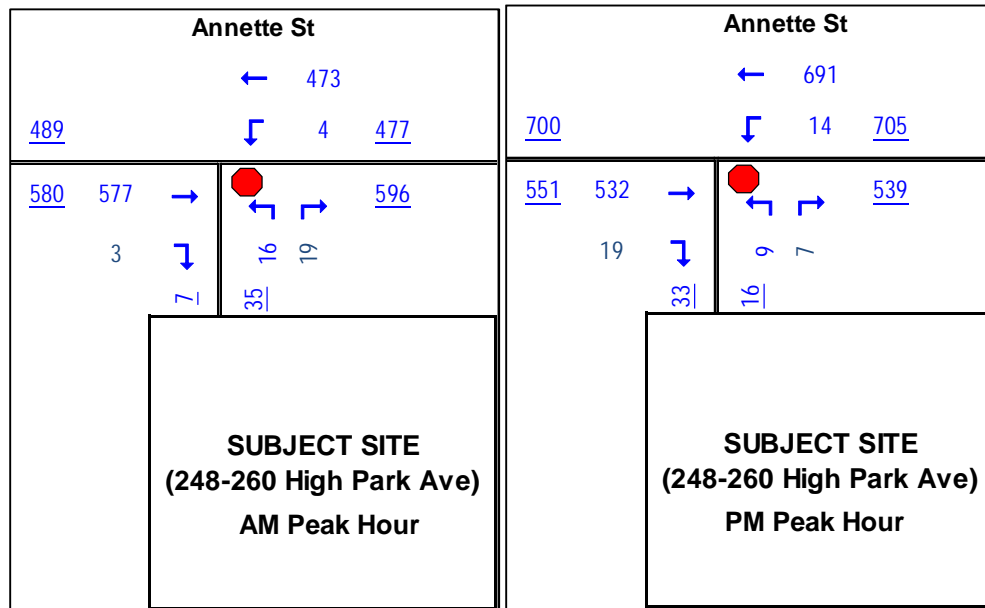 Annette St
473
489 4 477
580 577 596
3 16 19
7 35
SUBJECT SITE
(248-260 High Park Ave)
AM Peak Hour
Annette St
691
700 14 705
551 532 539
19 9 7
33 16
SUBJECT SITE
(248-260 High Park Ave)
PM Peak Hour